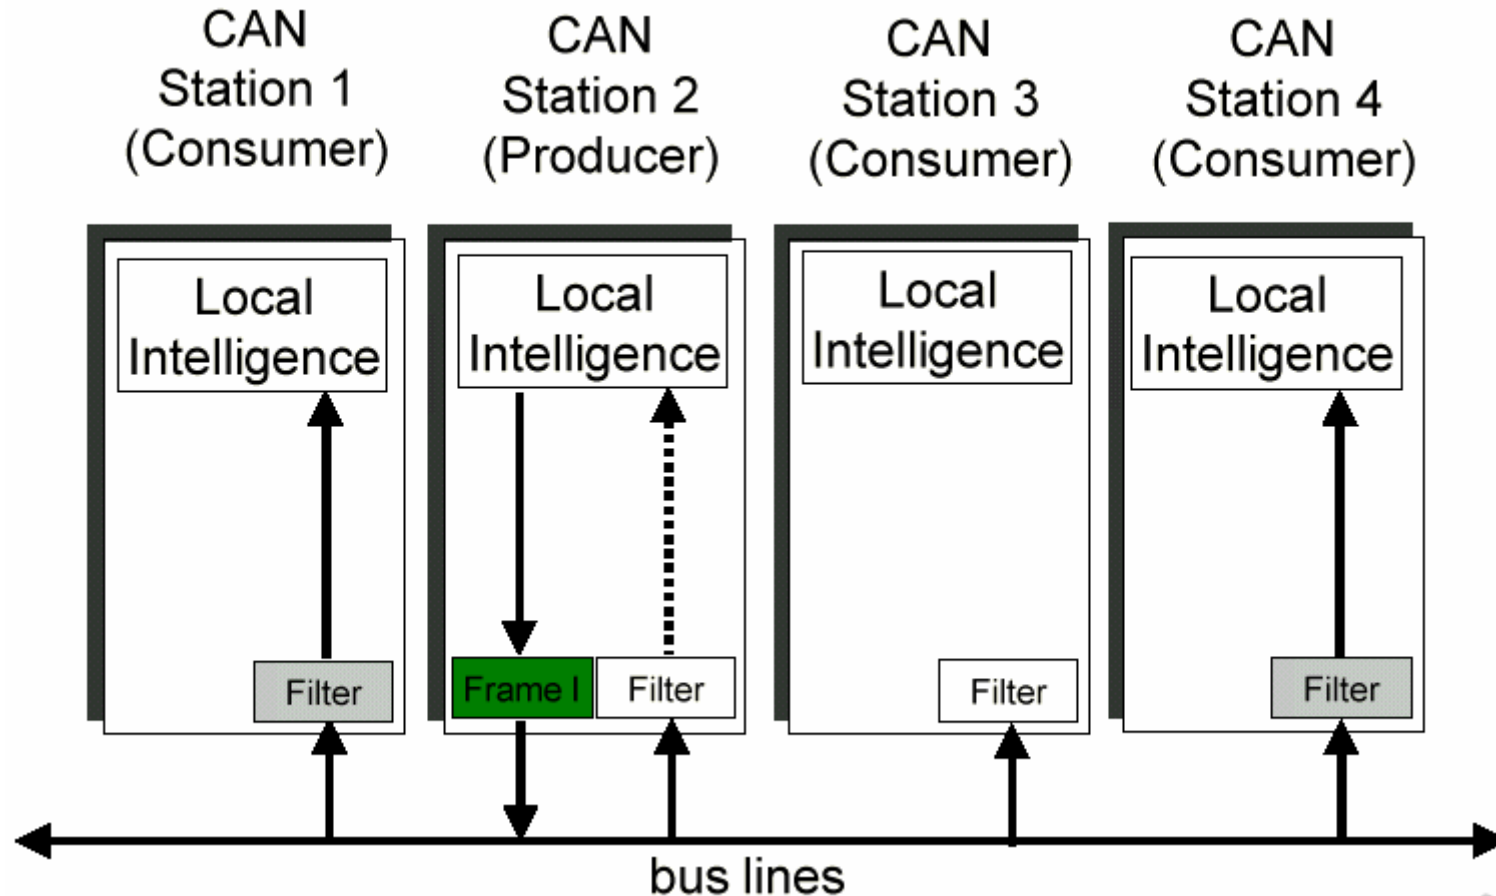 CAN
Station 1
(Consumer)
CAN
Station 2
(Producer)
CAN
Station 3
(Consumer)
CAN
Station 4
(Consumer)
Local
Intelligence
Local
Intelligence
Local
Intelligence
Local
Intelligence
Filter
Frame I
Filter
Filter
Filter
bus lines